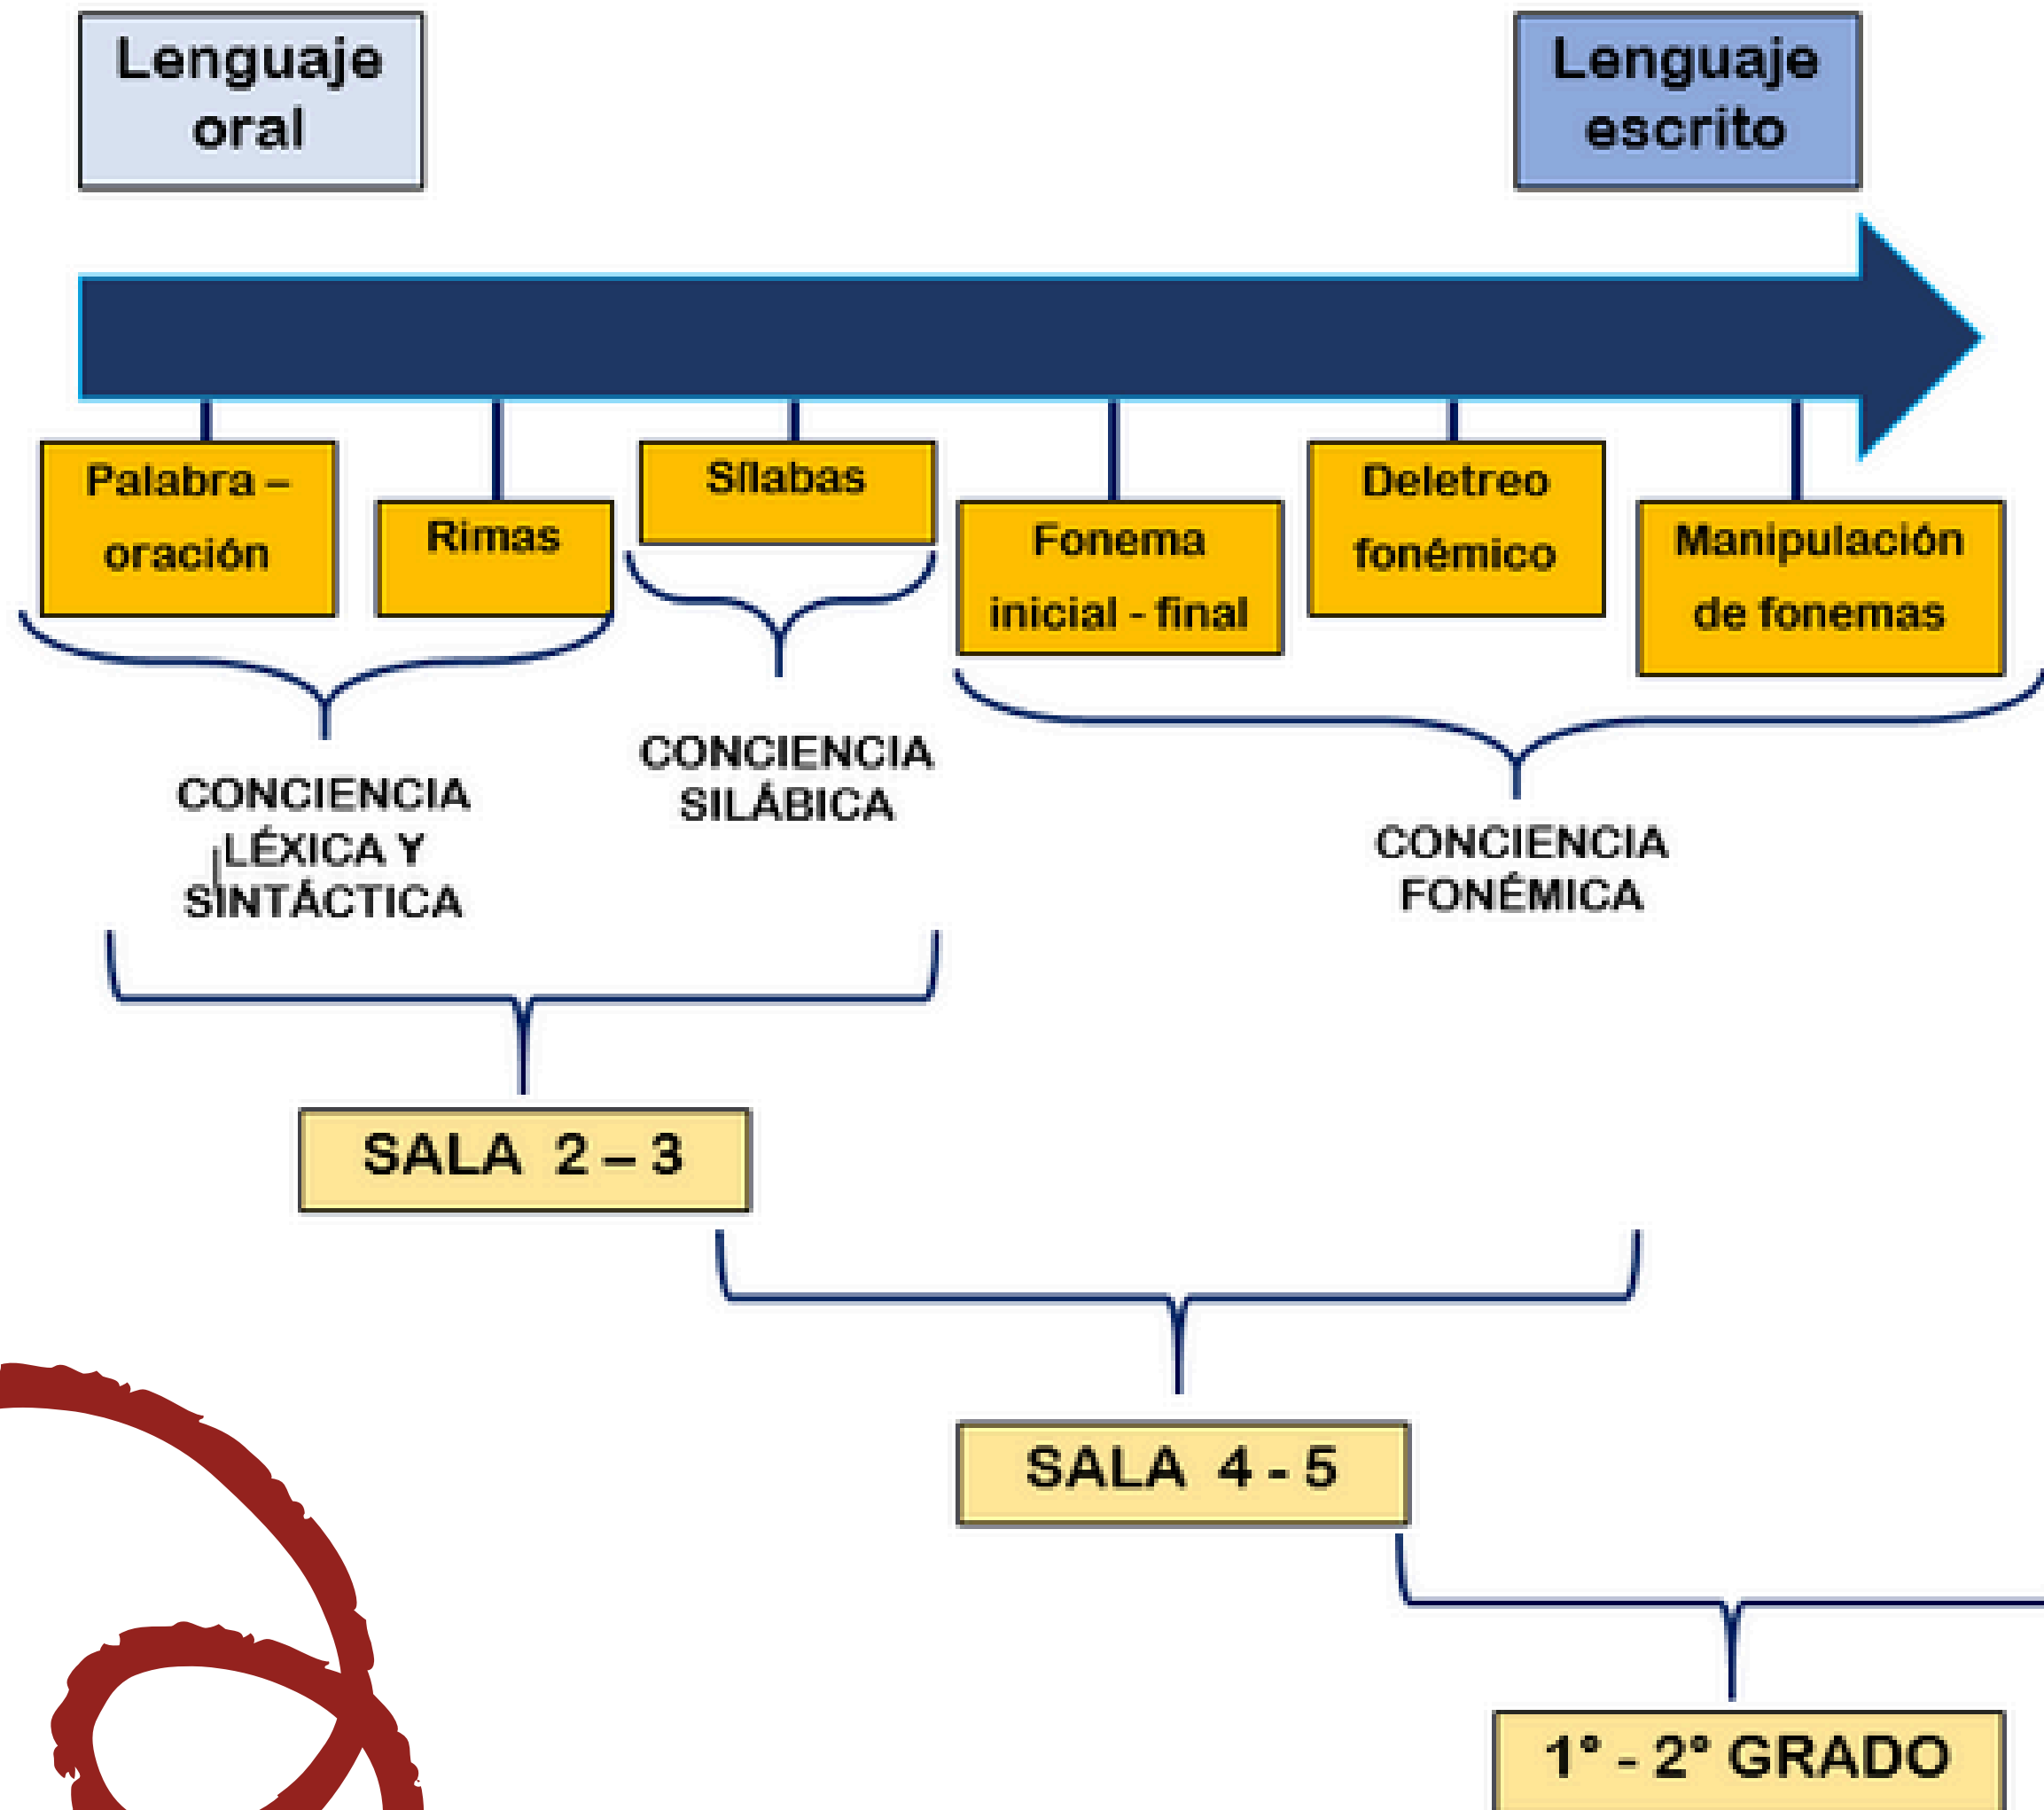 Lenguaje
oral
Lenguaje
escrito
Palabra –
oración
Rimas
Sílabas
Fonema
inicial - final
Deletreo
fonémico
Manipulación
de fonemas
CONCIENCIA
LÉXICA Y
SINTÁCTICA
CONCIENCIA
SILÁBICA
CONCIENCIA
FONÉMICA
SALA 2 – 3
SALA 4 - 5
1° - 2° GRADO